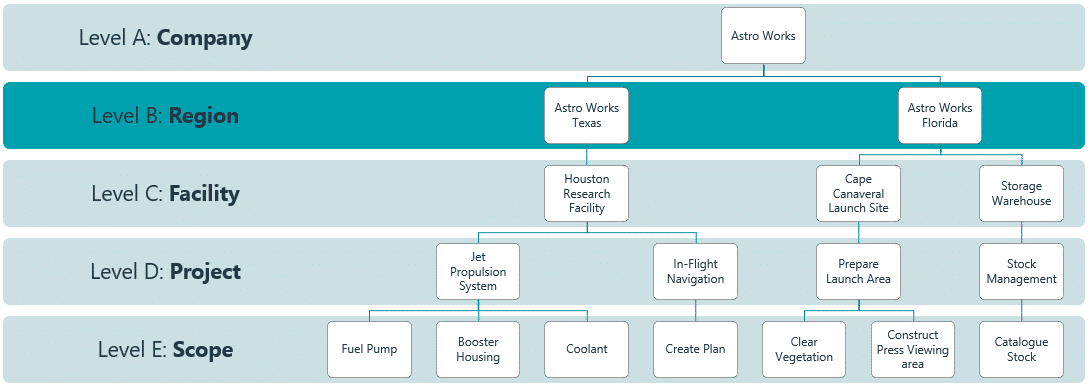 Level A: Company
Astro Works
Level B: Region
Astro Works
Texas
Astro Works
Florida
Level C: Facility
Houston
Research
Facility
Cape
Canaveral
Launch Site
Storage
Warehouse
Level D: Project
Jet
Propulsion
System
In-Flight
Navigation
Prepare
Launch Area
Stock
Management
Level E: Scope
Fuel Pump
Booster
Housing
Coolant
Create Plan
Clear
Vegetation
Construct
Press Viewing
area
Catalogue
Stock